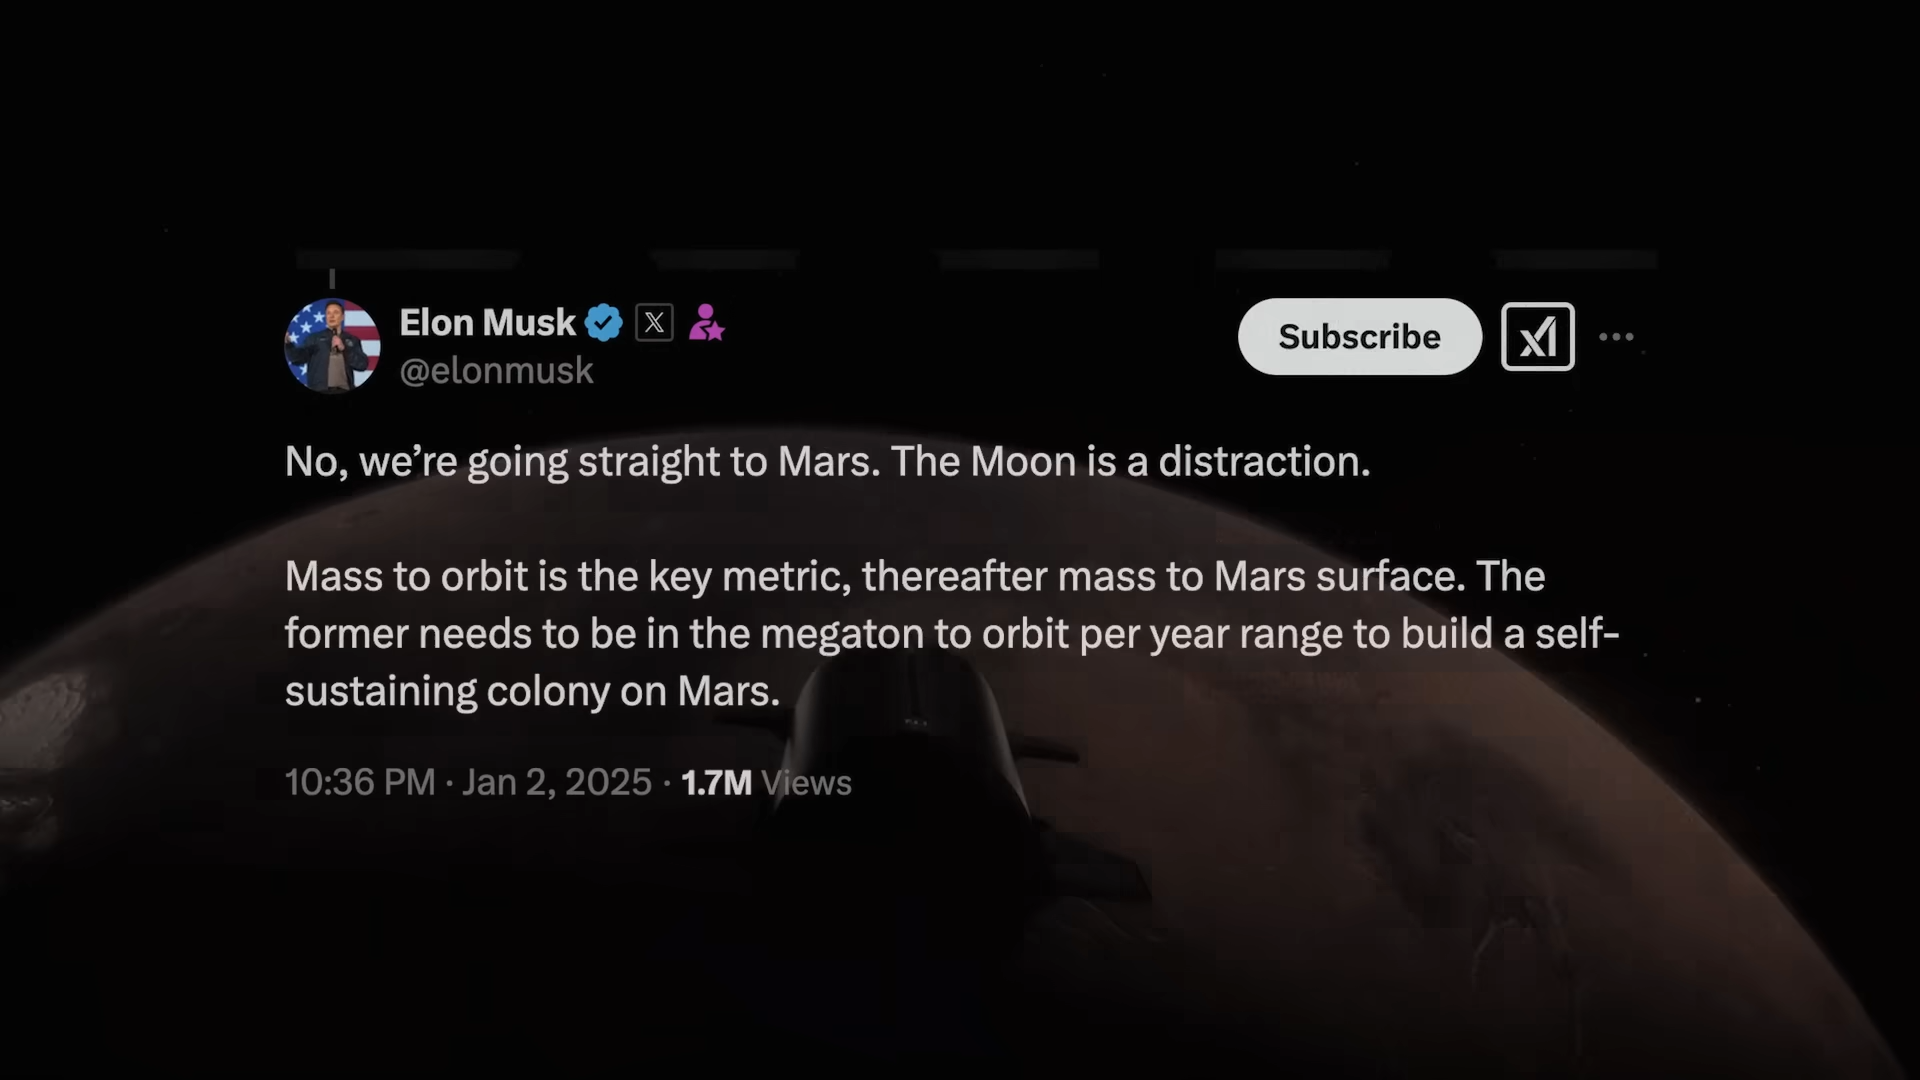 Elon Musk
@elonmusk
Subscribe
No, we’re going straight to Mars. The Moon is a distraction.
Mass to orbit is the key metric, thereafter mass to Mars surface. The
former needs to be in the megaton to orbit per year range to build a self-
sustaining colony on Mars.
10:36 PM · Jan 2, 2025 · 1.7M Views